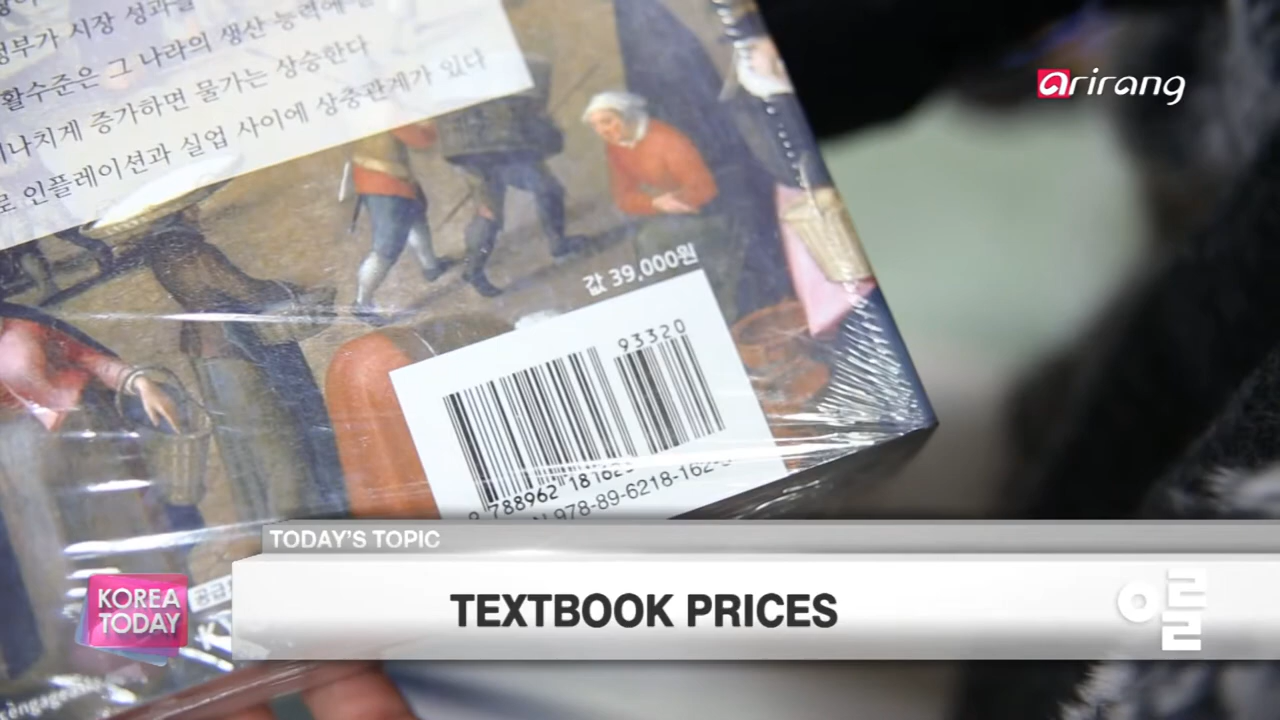 정부가 시장 성과를
활수준은 그 나라의 생산 능력에
나치게 증가하면 물가는 상승한다
로 인플레이션과 실업 사이에 상충관계가 있다
arirang
값 39,000원
93320
788962 18162
978-89-6218-162-
TODAY'S TOPIC
KOREA
TODAY
TEXTBOOK PRICES